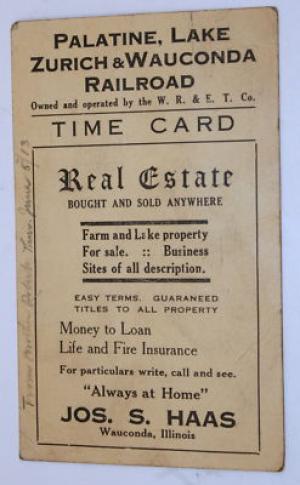 PALATINE, LAKE
ZURICH & WAUCONDA
RAILROAD
Owned and operated by the W. R. & E. T. Co.
TIME CARD
Real Estate
BOUGHT AND SOLD ANYWHERE
Farm and Lake property
For sale. :: Business
Sites of all description.
EASY TERMS. GUARANEED
TITLES TO ALL PROPERTY
Money to Loan
Life and Fire Insurance
For particulars write, call and see.
"Always at Home"
JOS. S. HAAS
Wauconda, Illinois